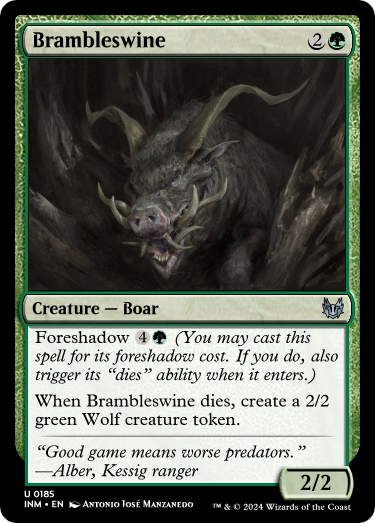 Brambleswine 2
Creature — Boar
Foreshadow 4 (You may cast this
spell for its foreshadow cost. If you do, also
trigger its “dies” ability when it enters.)
When Brambleswine dies, create a 2/2
green Wolf creature token.
“Good game means worse predators.”
—Alber, Kessig ranger
2/2
U 0185
INM • EN Antonio José Manzanedo
™ & © 2024 Wizards of the Coast